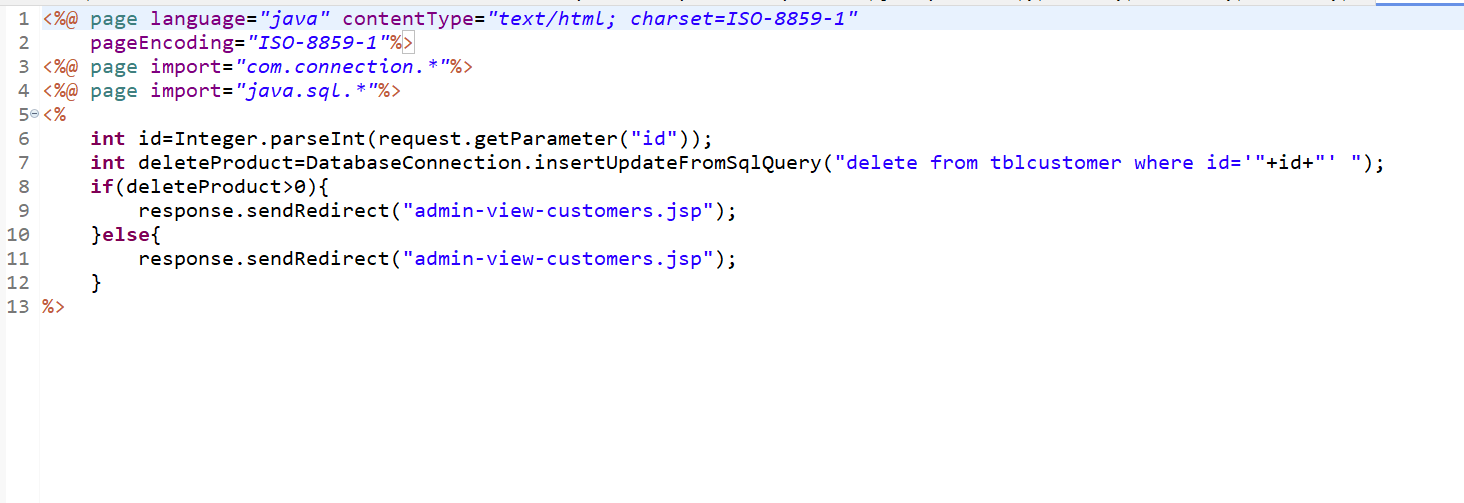 1 <%@ page language="java" contentType="text/html; charset=ISO-8859-1"
2     pageEncoding="ISO-8859-1"%>
3 <%@ page import="com.connection.*"%>
4 <%@ page import="java.sql.*"%>
5 <%
6     int id=Integer.parseInt(request.getParameter("id"));
7     int deleteProduct=DatabaseConnection.insertUpdateFromSqlQuery("delete from tblcustomer where id='"+id+"' ");
8     if(deleteProduct>0){
9         response.sendRedirect("admin-view-customers.jsp");
10     }else{
11         response.sendRedirect("admin-view-customers.jsp");
12     }
13 %>